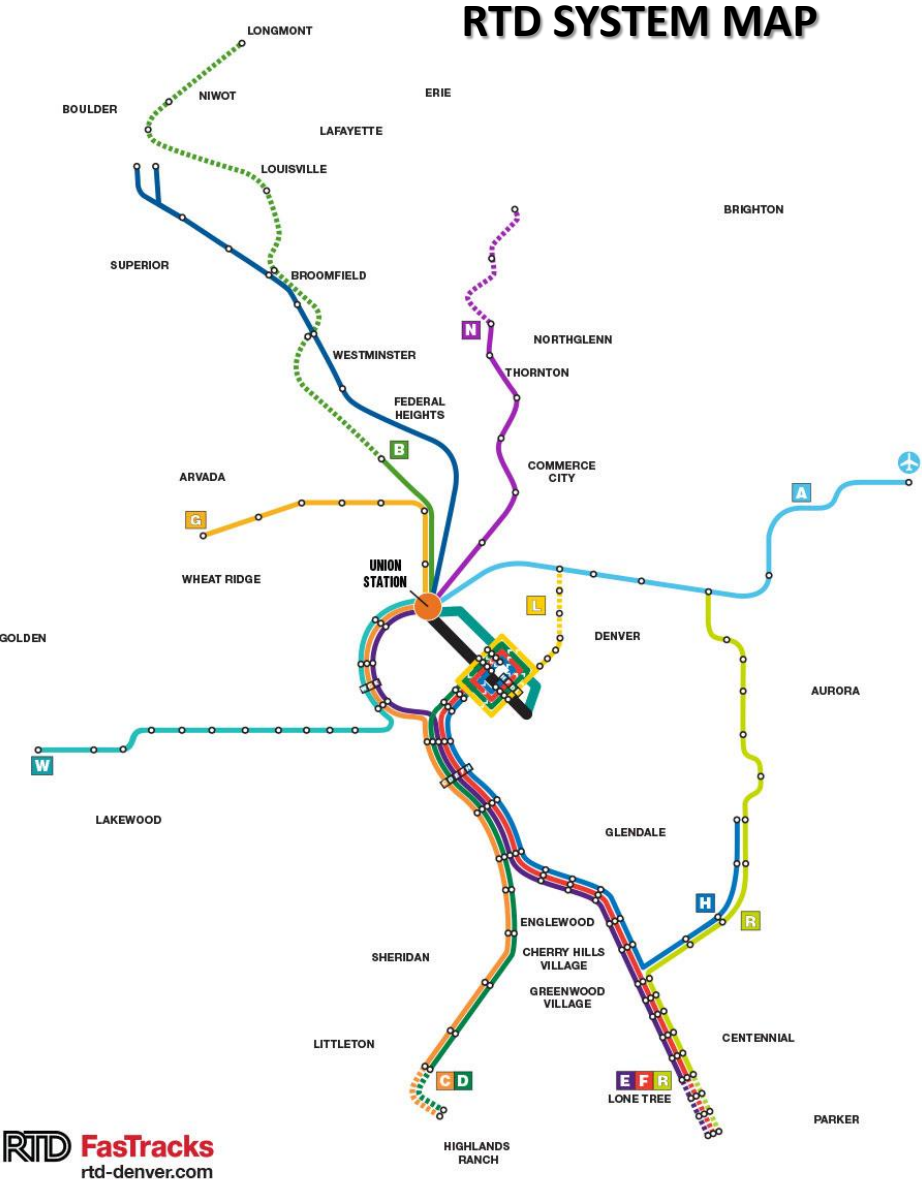 RTD SYSTEM MAP
LONGMONT
NIWOT
ERIE
BOULDER
LAFAYETTE
LOUISVILLE
BRIGHTON
SUPERIOR
BROOMFIELD
N
NORTHGLENN
WESTMINSTER
THORNTON
FEDERAL
HEIGHTS
B
COMMERCE
CITY
ARVADA
A
G
UNION
STATION
WHEAT RIDGE
L
GOLDEN
DENVER
AURORA
W
LAKEWOOD
GLENDALE
H
R
ENGLEWOOD
SHERIDAN
CHERRY HILLS
VILLAGE
GREENWOOD
VILLAGE
LITTLETON
CENTENNIAL
C D
E F R
LONE TREE
PARKER
HIGHLANDS
RANCH
RTD FasTracks
rtd-denver.com